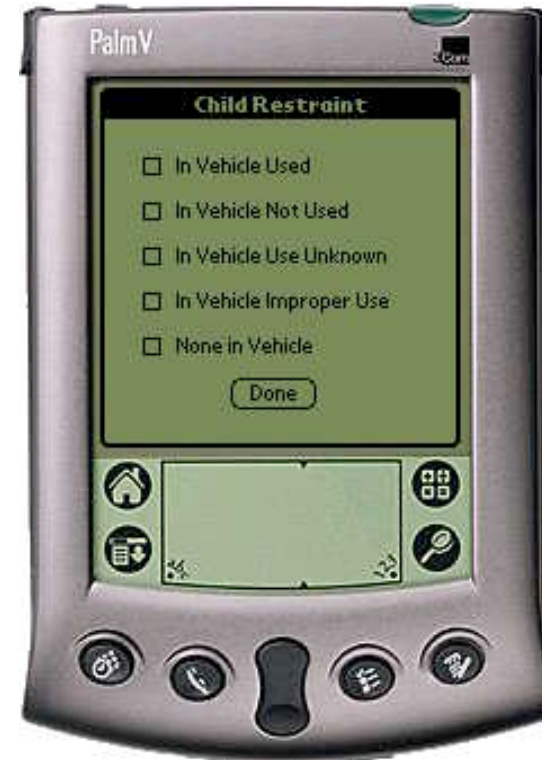 PalmV
3Com
Child Restraint
In Vehicle Used
In Vehicle Not Used
In Vehicle Use Unknown
In Vehicle Improper Use
None in Vehicle
Done